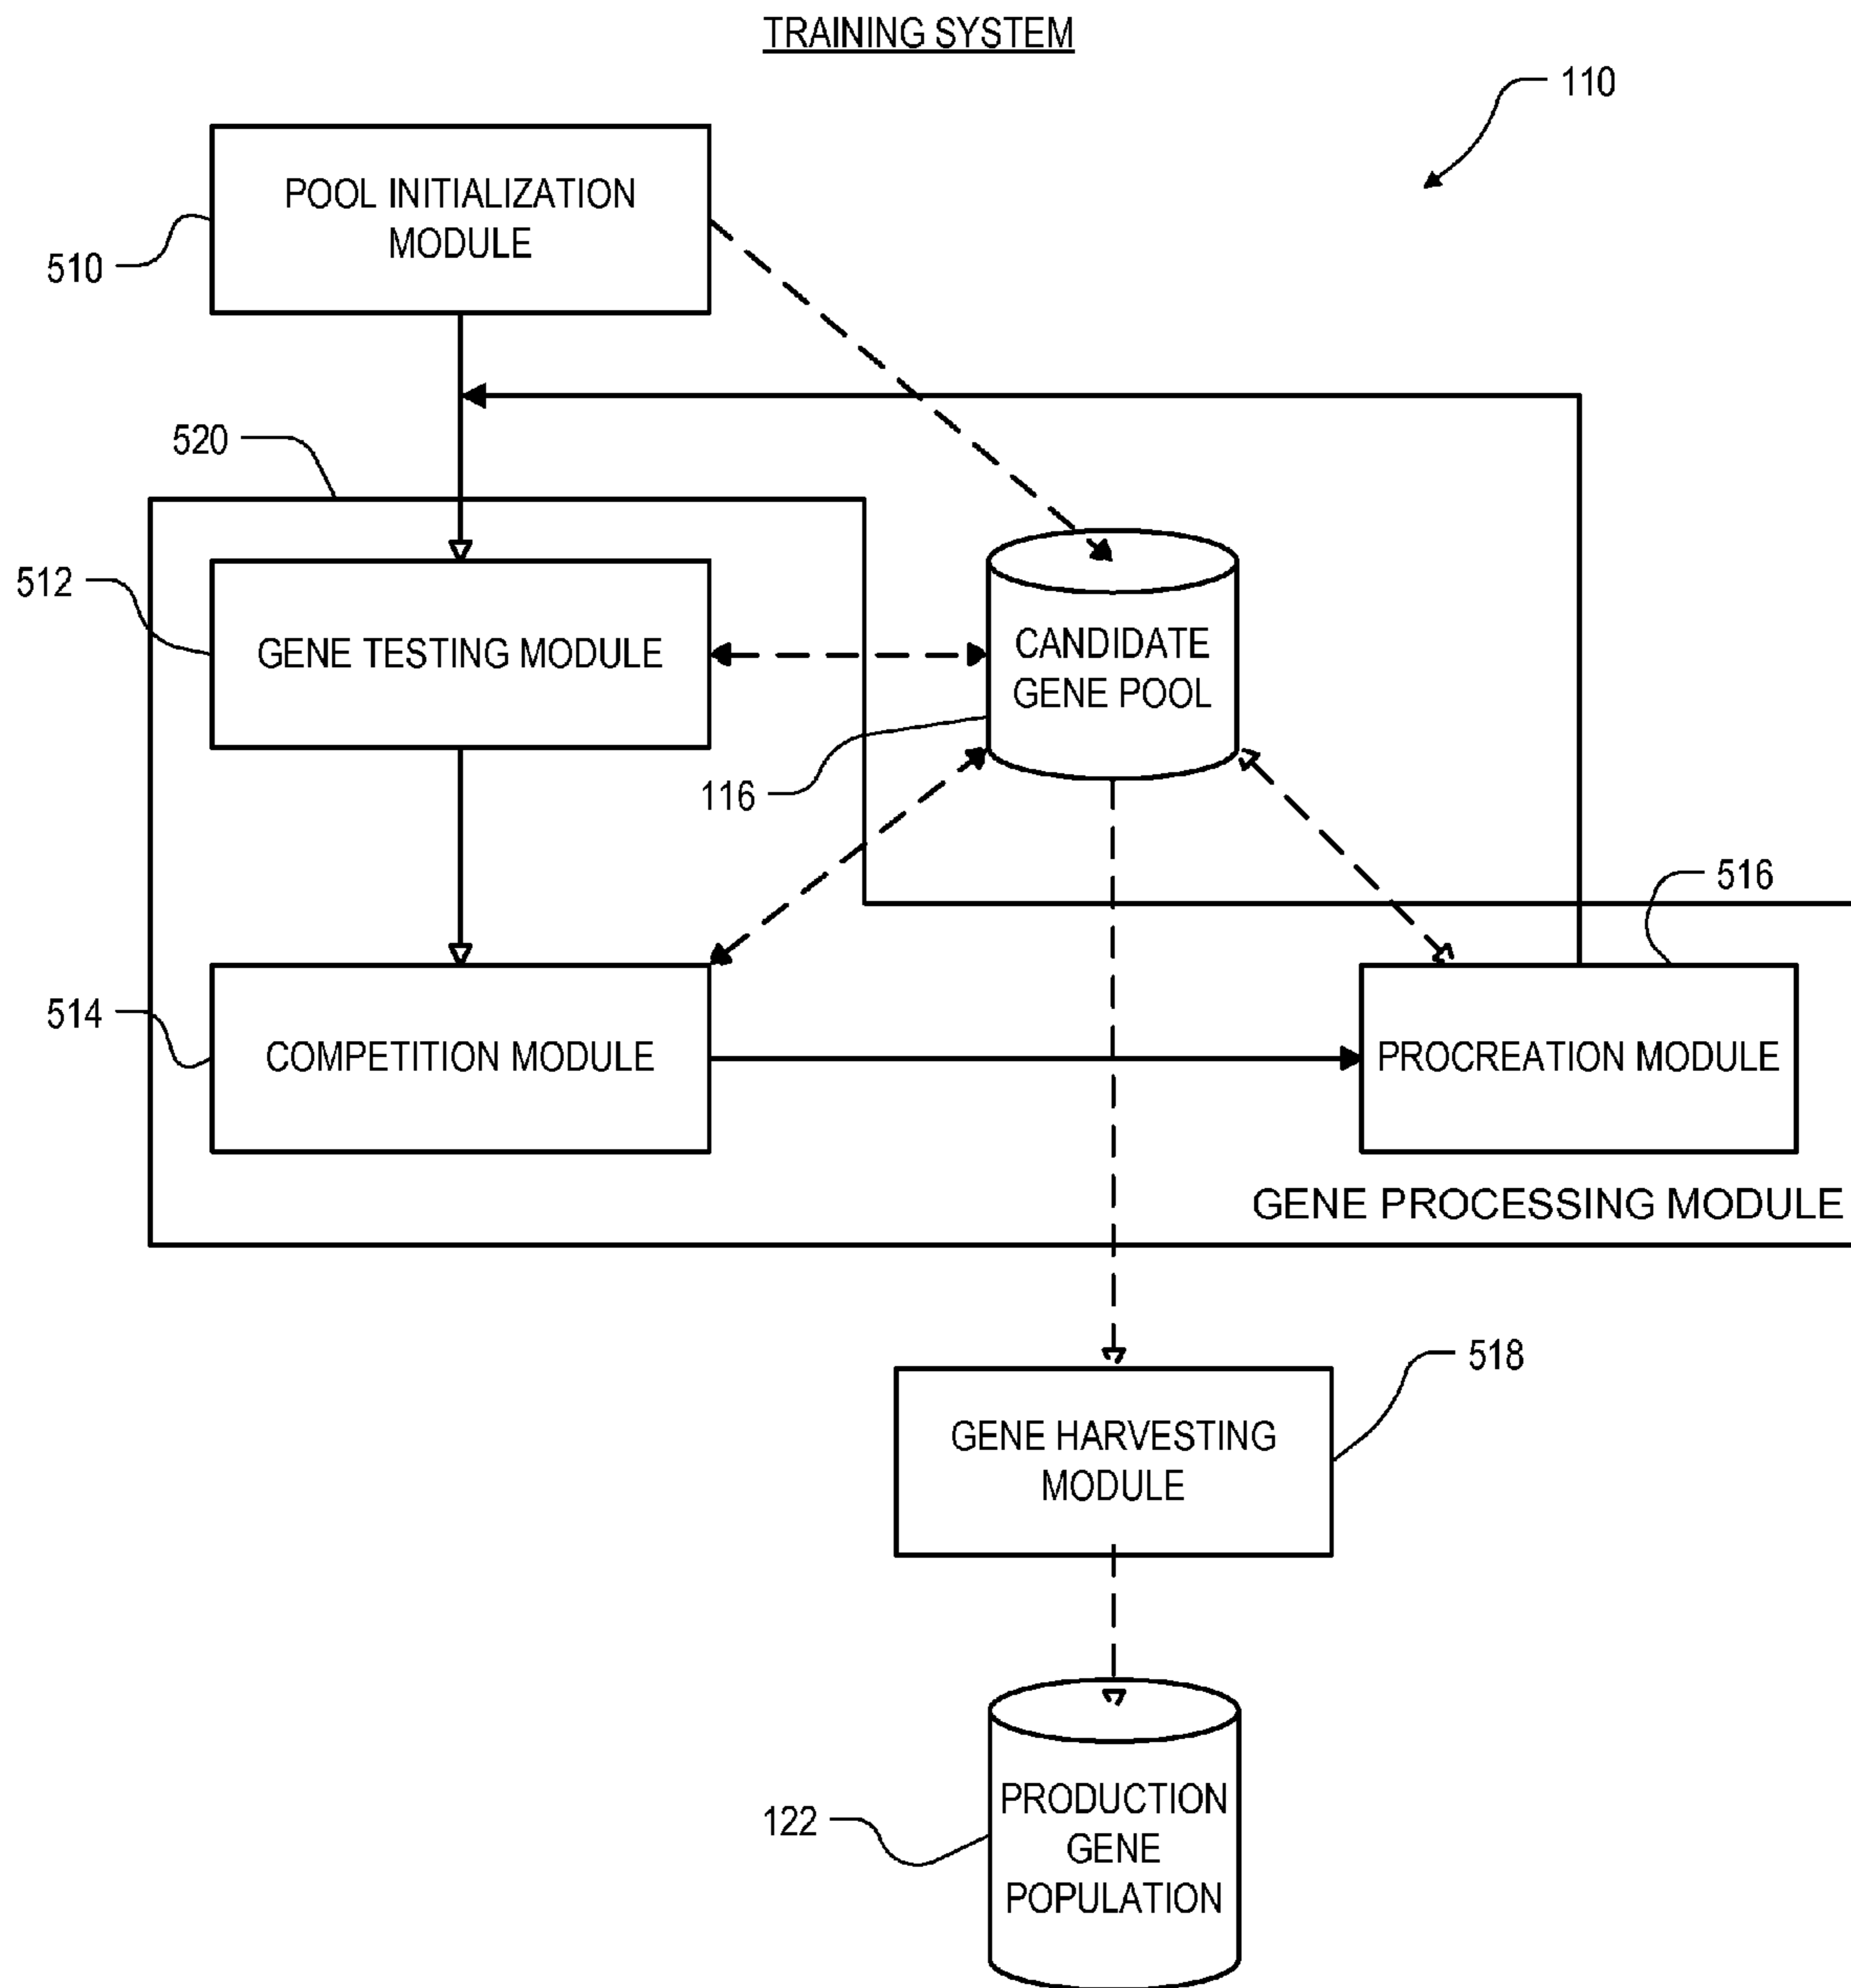 TRAINING SYSTEM
110
POOL INITIALIZATION
MODULE
510
520
512
GENE TESTING MODULE
CANDIDATE
GENE POOL
116
516
514
COMPETITION MODULE
PROCREATION MODULE
GENE PROCESSING MODULE
518
GENE HARVESTING
MODULE
122
PRODUCTION
GENE
POPULATION